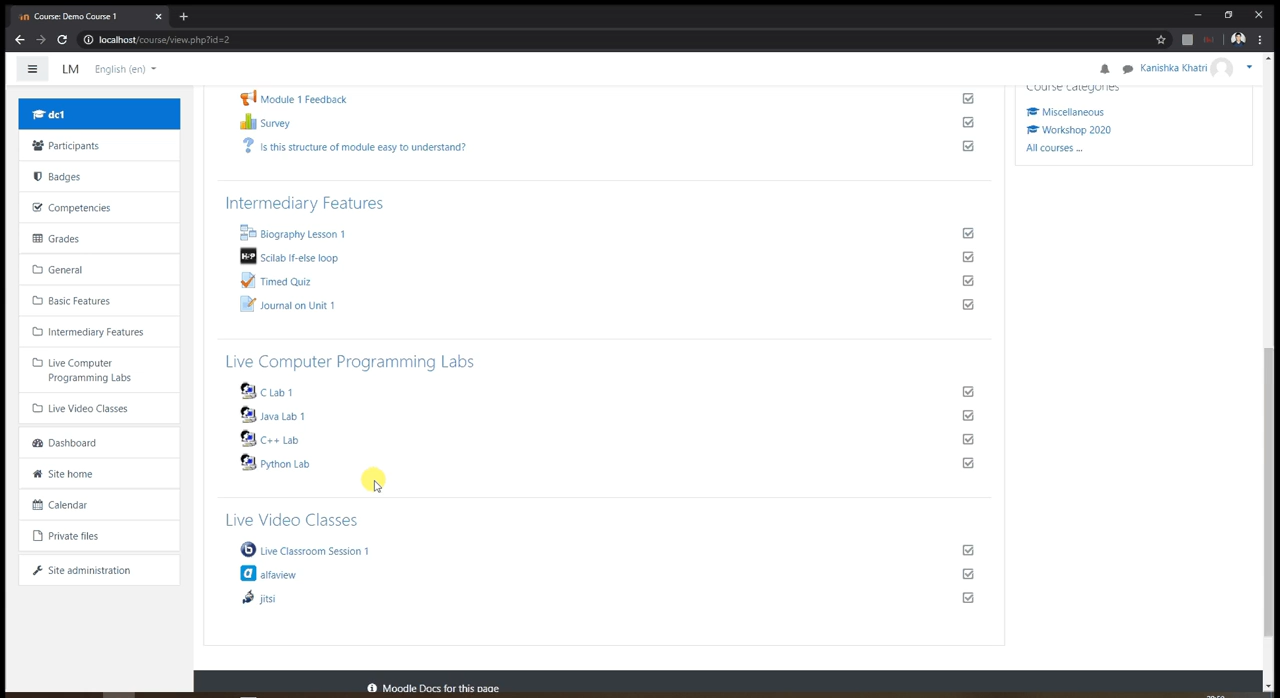 Course: Demo Course 1
localhost/course/view.php?id=2
LM English (en)
Kanishka Khatri
dc1
Participants
Badges
Competencies
Grades
General
Basic Features
Intermediary Features
Live Computer
Programming Labs
Live Video Classes
Dashboard
Site home
Calendar
Private files
Site administration
Module 1 Feedback
Survey
Is this structure of module easy to understand?
Intermediary Features
Biography Lesson 1
H-P Scilab If-else loop
Timed Quiz
Journal on Unit 1
Live Computer Programming Labs
C Lab 1
Java Lab 1
C++ Lab
Python Lab
Live Video Classes
Live Classroom Session 1
alfaview
jitsi
Course categories
Miscellaneous
Workshop 2020
All courses ...
Moodle Docs for this page